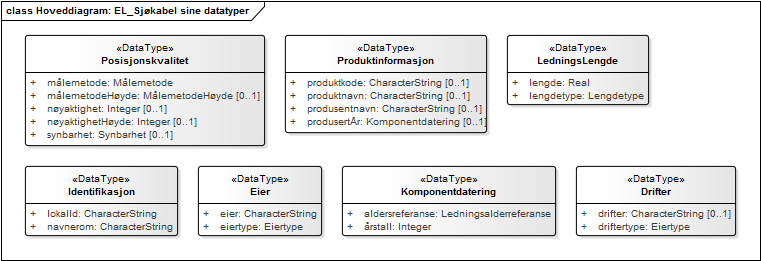 class Hoveddiagram: EL_Sjøkabel sine datatyper
«DataType»
Posisjonskvalitet
+ målemetode: Målemetode
+ målemetodeHøyde: MålemetodeHøyde [0..1]
+ nøyaktighet: Integer [0..1]
+ nøyaktighetHøyde: Integer [0..1]
+ synbarhet: Synbarhet [0..1]
«DataType»
Produktinformasjon
+ produktkode: CharacterString [0..1]
+ produktnavn: CharacterString [0..1]
+ produsentnavn: CharacterString [0..1]
+ produsertÅr: Komponentdatering [0..1]
«DataType»
LedningsLengde
+ lengde: Real
+ lengdetype: Lengdetype
«DataType»
Identifikasjon
+ lokalId: CharacterString
+ navnerom: CharacterString
«DataType»
Eier
+ eier: CharacterString
+ eiertype: Eiertype
«DataType»
Komponentdatering
+ aldersreferanse: Ledningsalderreferanse
+ årstall: Integer
«DataType»
Drifter
+ drifter: CharacterString [0..1]
+ driftertype: Eiertype